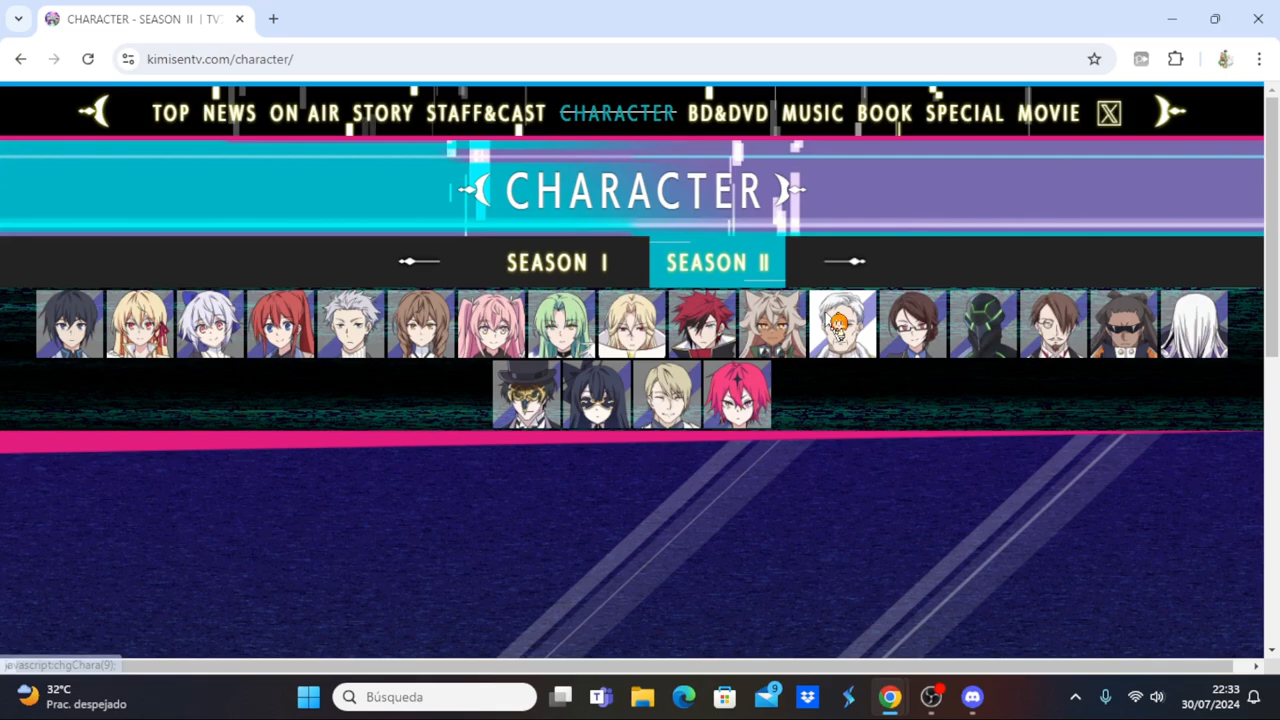 CHARACTER - SEASON Ⅱ | TV
kimisentv.com/character/
TOP NEWS ON AIR STORY STAFF&CAST CHARACTER BD&DVD MUSIC BOOK SPECIAL MOVIE X
CHARACTER
SEASON Ⅰ SEASON Ⅱ
javascript:chgChara(9);
32°C
Prac. despejado
Búsqueda
9
22:33
30/07/2024